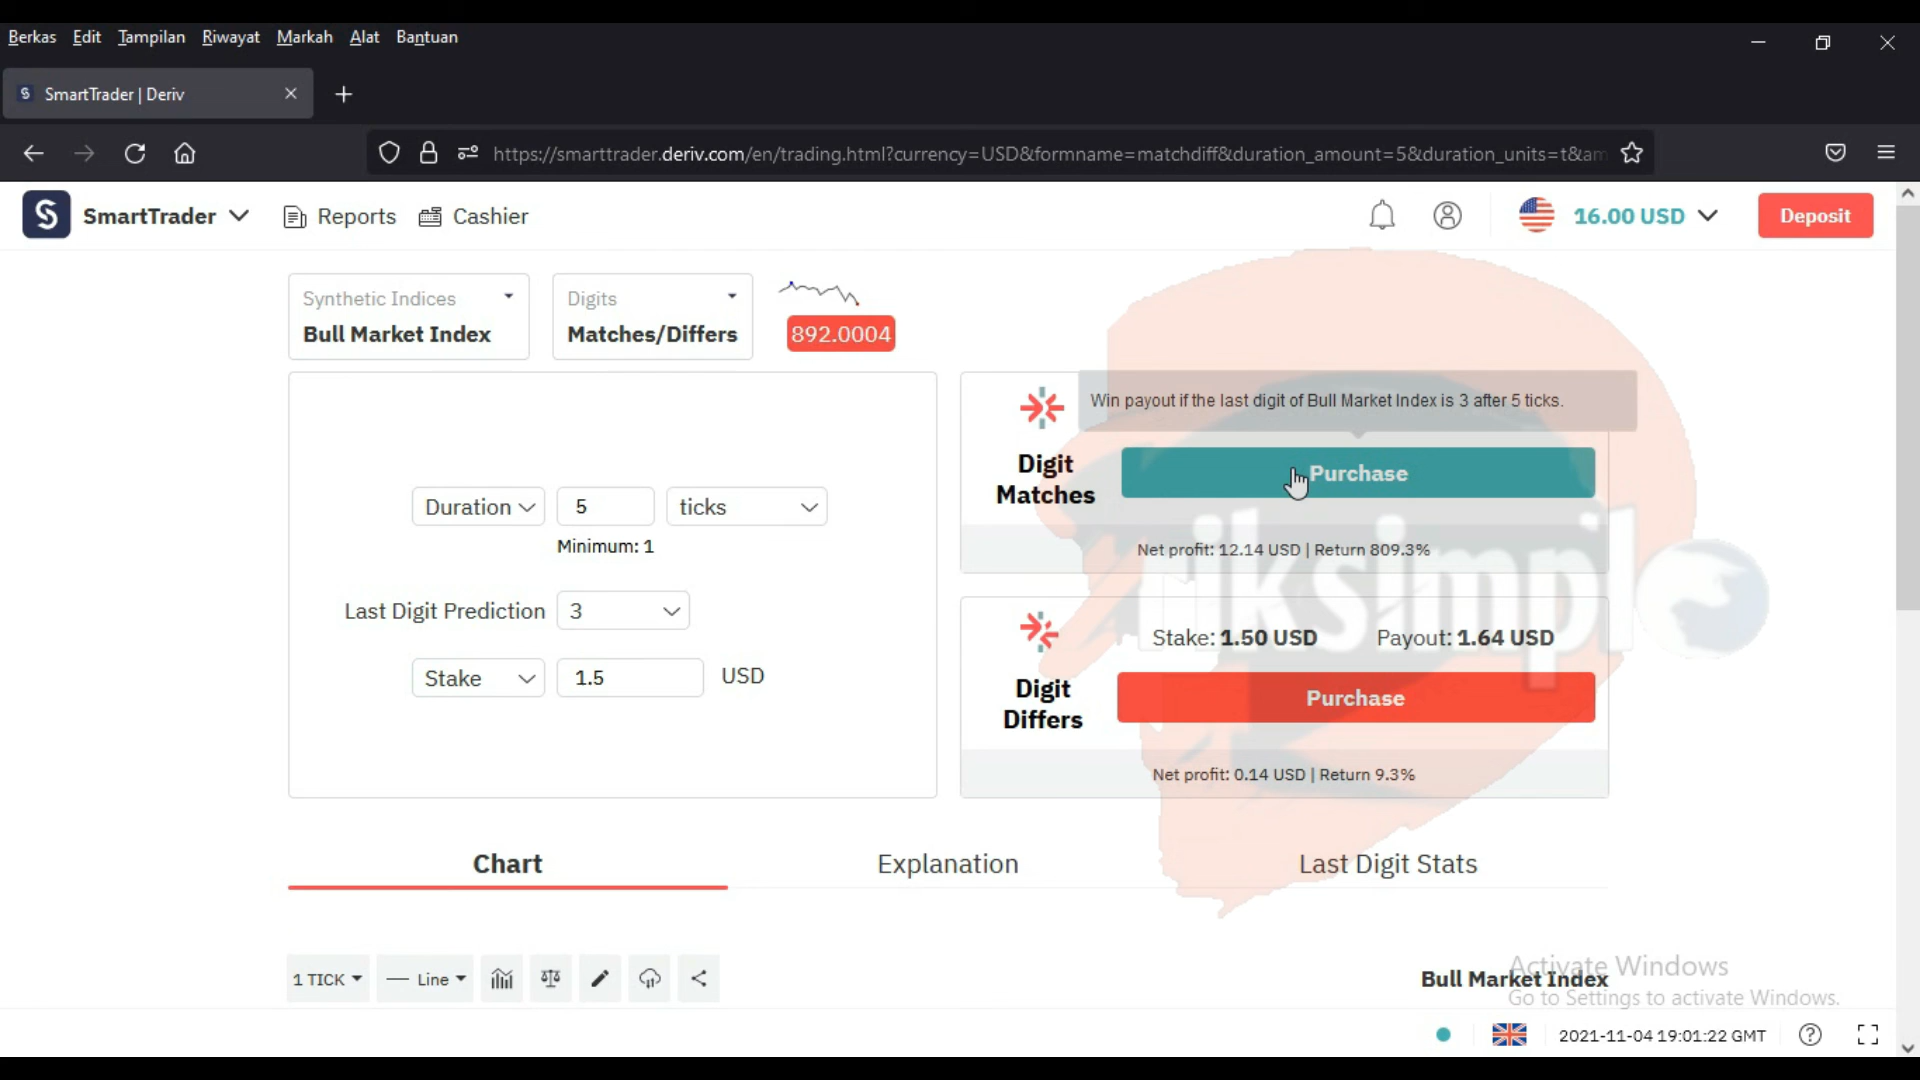 Berkas Edit Tampilan Riwayat Markah Alat Bantuan
SmartTrader | Deriv
https://smarttrader.deriv.com/en/trading.html?currency=USD&formname=matchdiff&duration_amount=5&duration_units=t&am
S SmartTrader Reports Cashier 16.00 USD Deposit
Synthetic Indices
Bull Market Index
Digits
Matches/Differs
892.0004
Duration 5 ticks
Minimum: 1
Last Digit Prediction 3
Stake 1.5 USD
Win payout if the last digit of Bull Market Index is 3 after 5 ticks.
Digit
Matches
Purchase
Net profit: 12.14 USD | Return 809.3%
Stake: 1.50 USD Payout: 1.64 USD
Digit
Differs
Purchase
Net profit: 0.14 USD | Return 9.3%
Chart Explanation Last Digit Stats
1 TICK Line
Bull Market Index
Activate Windows
Go to Settings to activate Windows.
2021-11-04 19:01:22 GMT